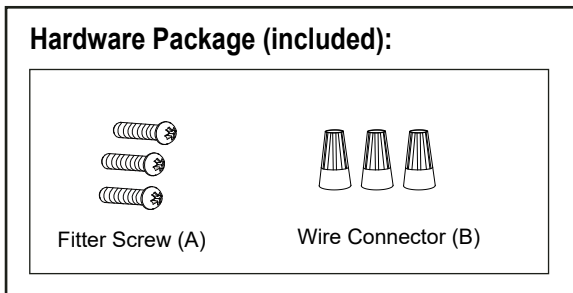 Hardware Package (included):
Fitter Screw (A)
Wire Connector (B)